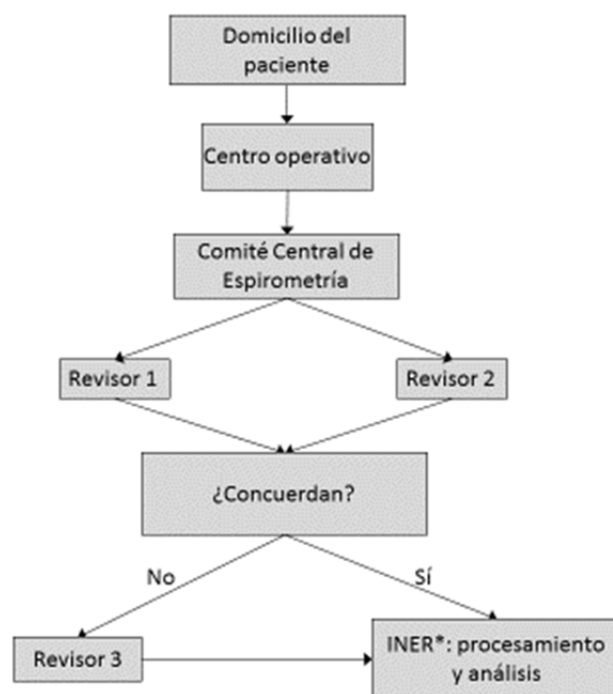 Domicilio del
paciente
Centro operativo
Comité Central de
Espirometría
Revisor 1
Revisor 2
¿Concuerdan?
No
Sí
Revisor 3
INER*: procesamiento
y análisis